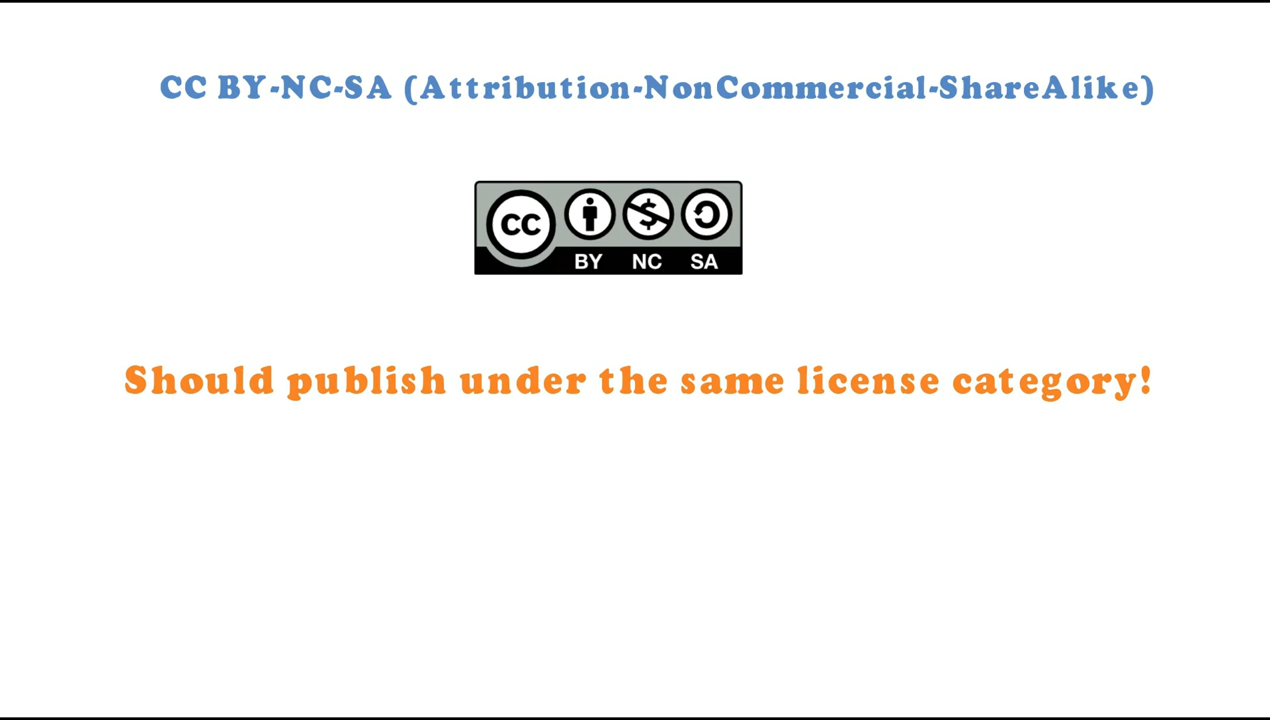 CC BY-NC-SA (Attribution-NonCommercial-ShareAlike)
CC
BY NC SA
Should publish under the same license category!